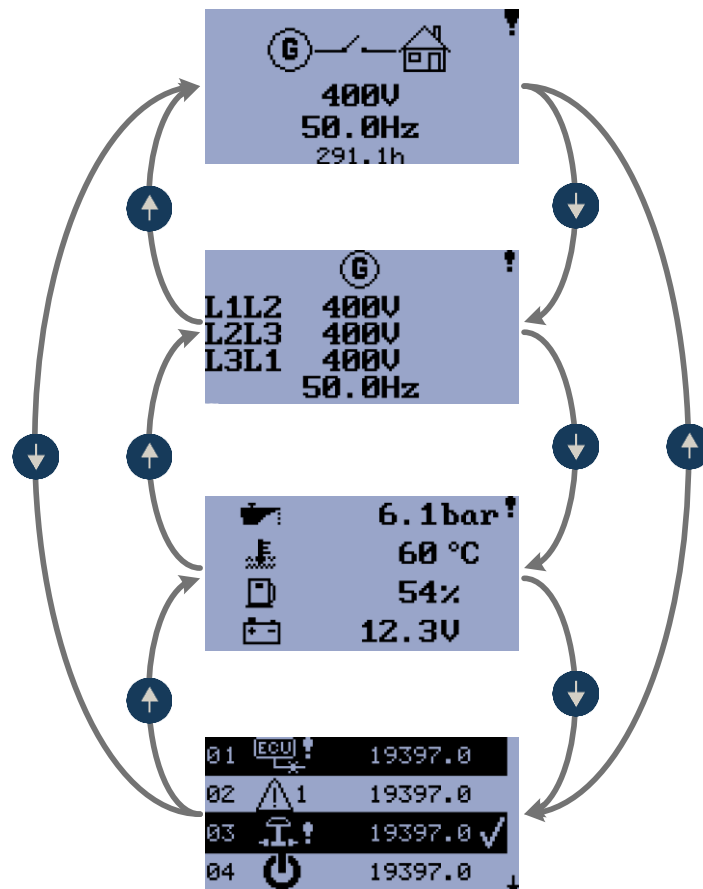 G
400V
50.0Hz
291.1h
G
L1L2 400V
L2L3 400V
L3L1 400V
50.0Hz
6.1bar
60 °C
54%
12.3V
01 ECU ! 19397.0
02 1 19397.0
03 ! 19397.0
04 19397.0